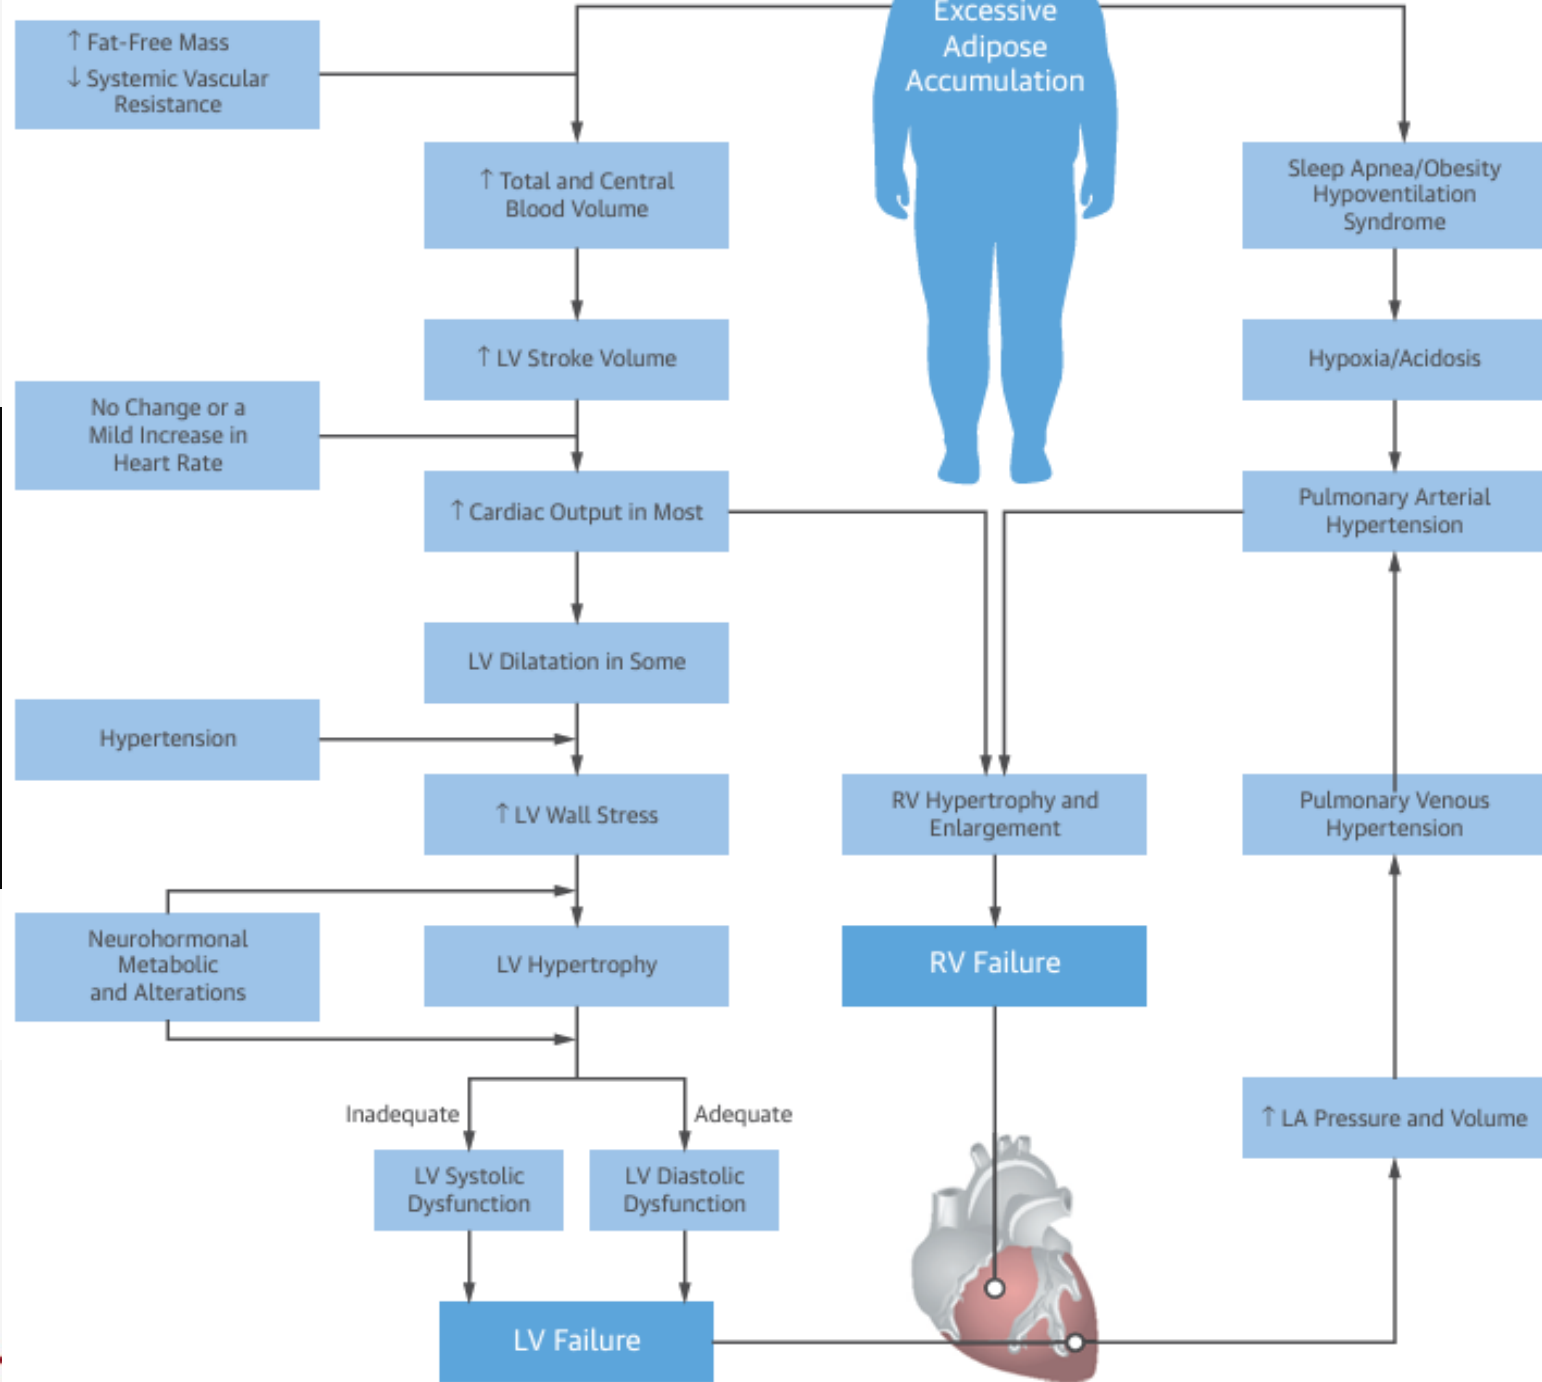 Excessive
Adipose
Accumulation
↑ Fat-Free Mass
↓ Systemic Vascular
Resistance
↑ Total and Central
Blood Volume
Sleep Apnea/Obesity
Hypoventilation
Syndrome
↑ LV Stroke Volume
Hypoxia/Acidosis
No Change or a
Mild Increase in
Heart Rate
↑ Cardiac Output in Most
Pulmonary Arterial
Hypertension
LV Dilatation in Some
Hypertension
↑ LV Wall Stress
RV Hypertrophy and
Enlargement
Pulmonary Venous
Hypertension
Neurohormonal
Metabolic
and Alterations
LV Hypertrophy
RV Failure
Inadequate
Adequate
↑ LA Pressure and Volume
LV Systolic
Dysfunction
LV Diastolic
Dysfunction
LV Failure